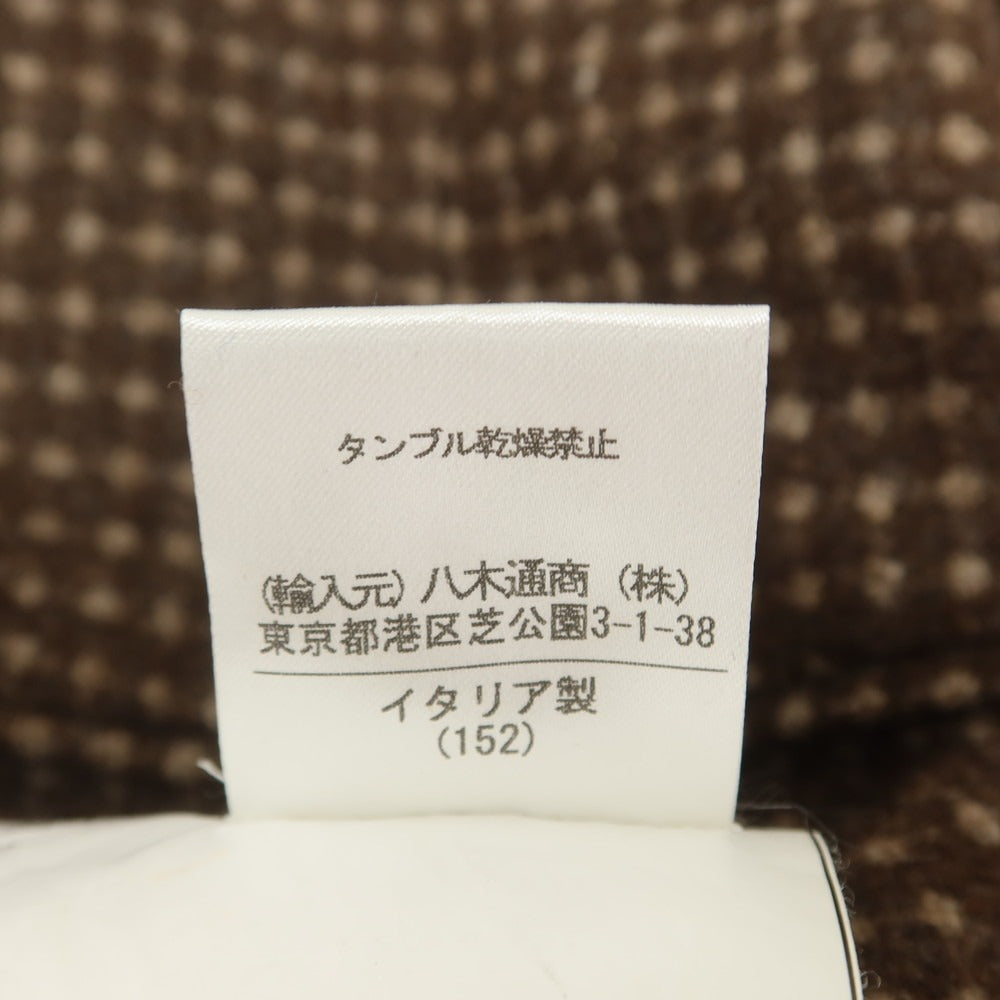 タンブル乾燥禁止
(輸入元) 八木通商 (株)
東京都港区芝公園3-1-38
イタリア製
(152)